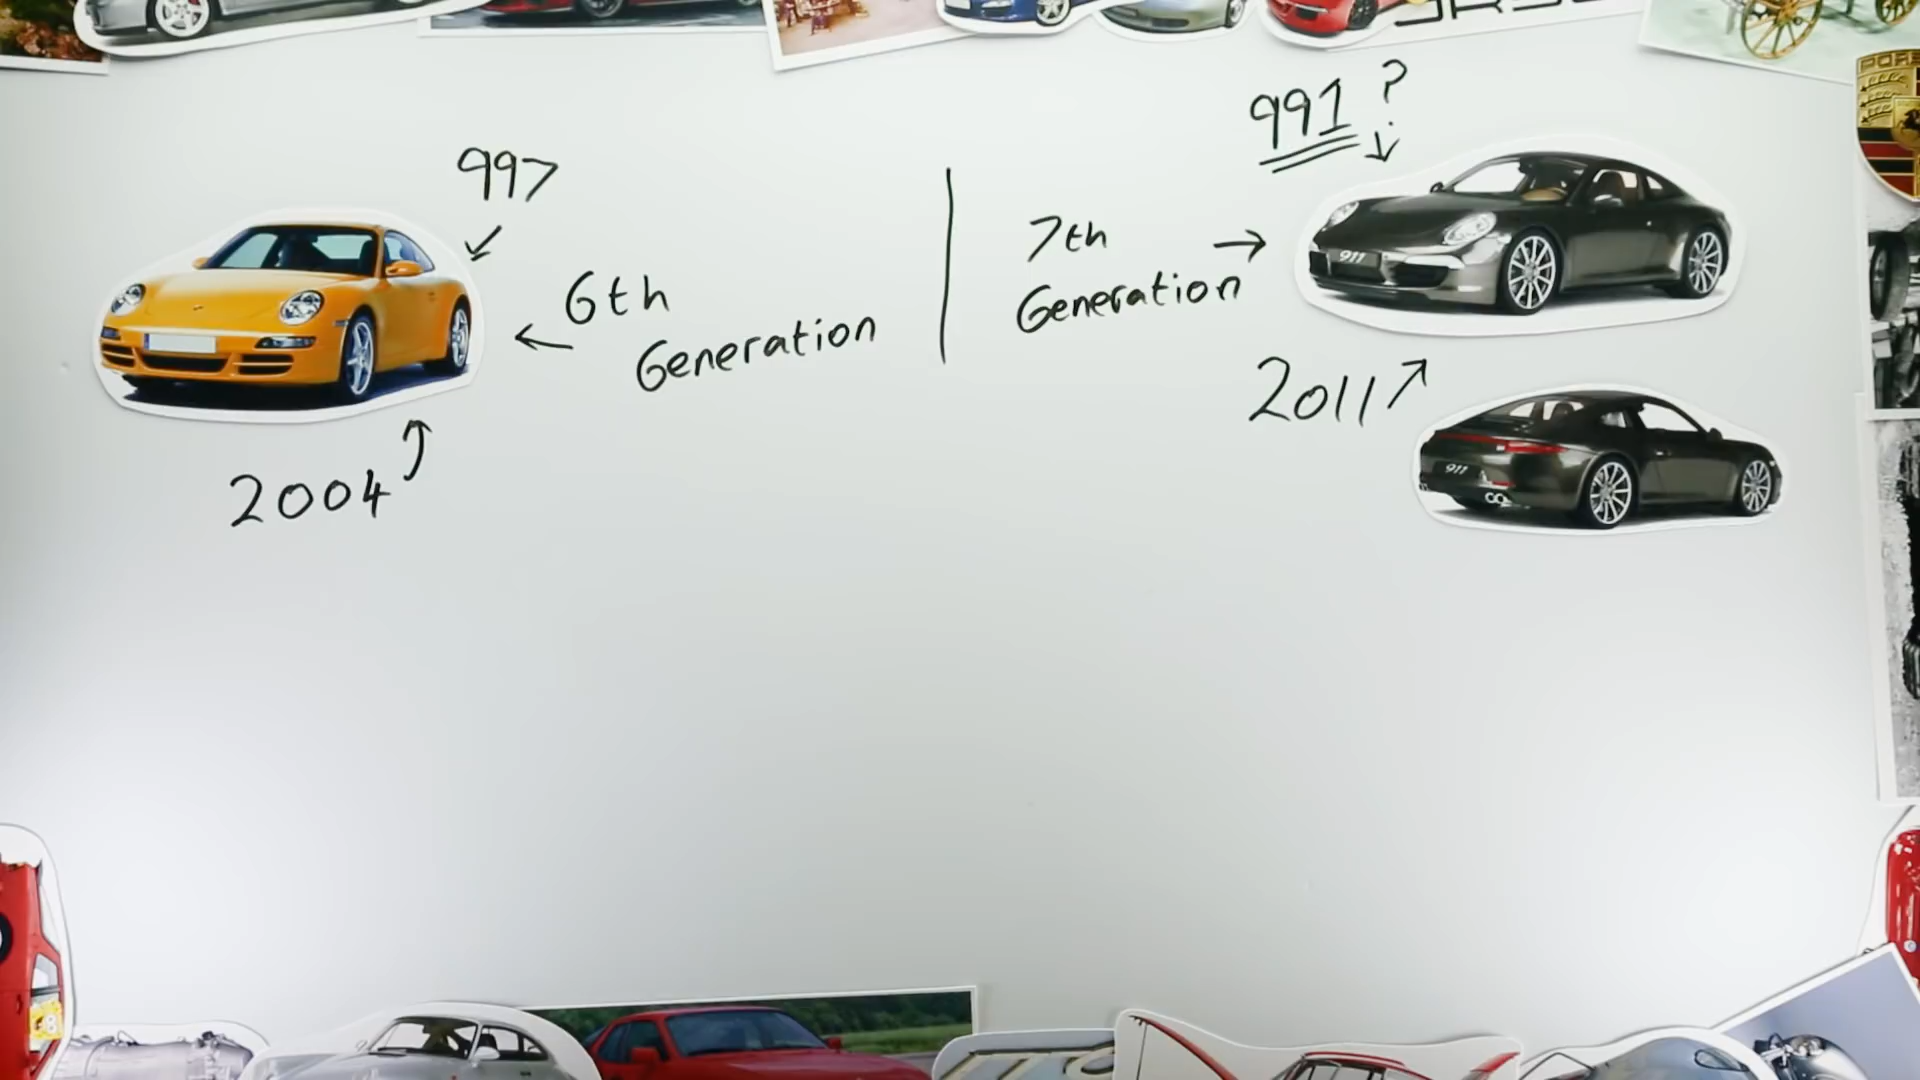 997
6th
Generation
2004
991 ?
7th
Generation
911
2011
911